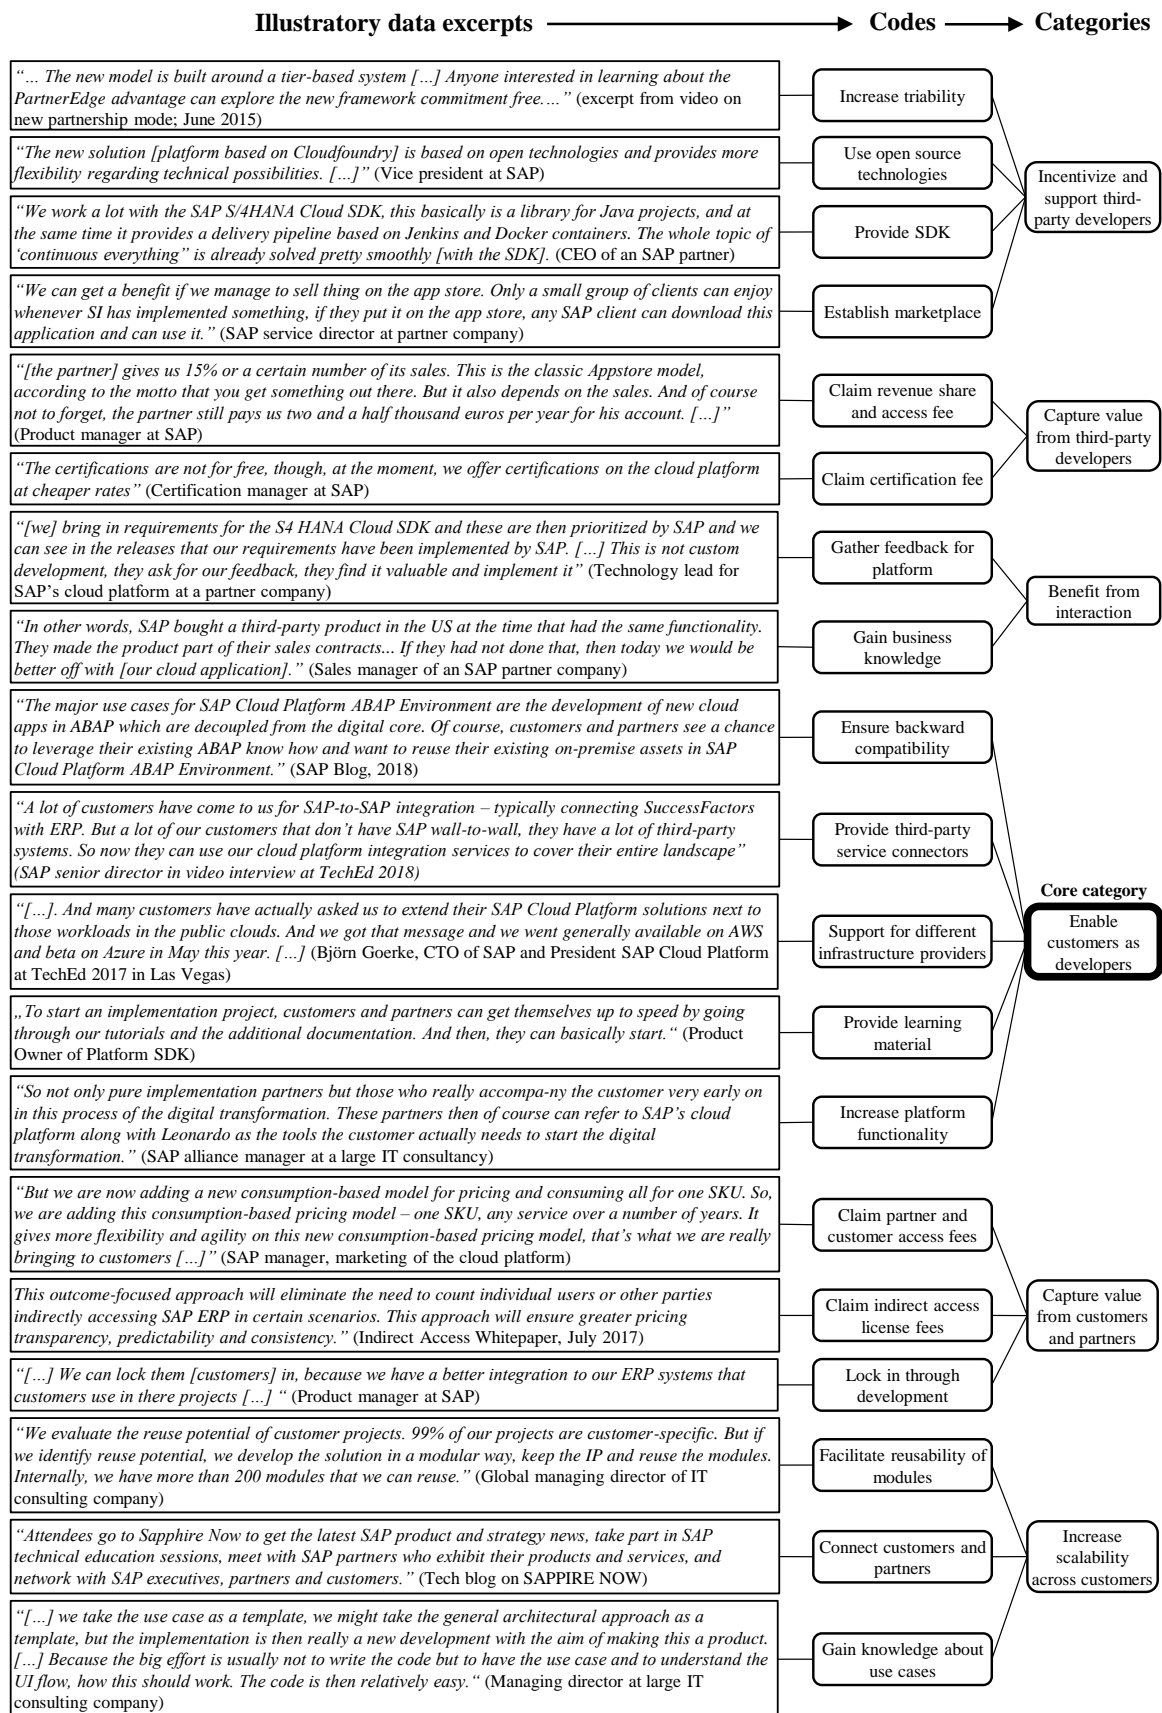 Illustratory data excerpts
Codes
Categories
“… The new model is built around a tier-based system […] Anyone interested in learning about the
PartnerEdge advantage can explore the new framework commitment free.…” (excerpt from video on
new partnership mode; June 2015)
Increase triability
“The new solution [platform based on Cloudfoundry] is based on open technologies and provides more
flexibility regarding technical possibilities. […]” (Vice president at SAP)
Use open source
technologies
“We work a lot with the SAP S/4HANA Cloud SDK, this basically is a library for Java projects, and at
the same time it provides a delivery pipeline based on Jenkins and Docker containers. The whole topic of
‘continuous everything” is already solved pretty smoothly [with the SDK]. (CEO of an SAP partner)
Provide SDK
“We can get a benefit if we manage to sell thing on the app store. Only a small group of clients can enjoy
whenever SI has implemented something, if they put it on the app store, any SAP client can download this
application and can use it.” (SAP service director at partner company)
Establish marketplace
Incentivize and
support third-
party developers
“[the partner] gives us 15% or a certain number of its sales. This is the classic Appstore model,
according to the motto that you get something out there. But it also depends on the sales. And of course
not to forget, the partner still pays us two and a half thousand euros per year for his account. […]”
(Product manager at SAP)
Claim revenue share
and access fee
“The certifications are not for free, though, at the moment, we offer certifications on the cloud platform
at cheaper rates” (Certification manager at SAP)
Claim certification fee
Capture value
from third-party
developers
“[we] bring in requirements for the S4 HANA Cloud SDK and these are then prioritized by SAP and we
can see in the releases that our requirements have been implemented by SAP. […] This is not custom
development, they ask for our feedback, they find it valuable and implement it” (Technology lead for
SAP’s cloud platform at a partner company)
Gather feedback for
platform
“In other words, SAP bought a third-party product in the US at the time that had the same functionality.
They made the product part of their sales contracts... If they had not done that, then today we would be
better off with [our cloud application].” (Sales manager of an SAP partner company)
Gain business
knowledge
Benefit from
interaction
“The major use cases for SAP Cloud Platform ABAP Environment are the development of new cloud
apps in ABAP which are decoupled from the digital core. Of course, customers and partners see a chance
to leverage their existing ABAP know how and want to reuse their existing on-premise assets in SAP
Cloud Platform ABAP Environment.” (SAP Blog, 2018)
Ensure backward
compatibility
“A lot of customers have come to us for SAP-to-SAP integration – typically connecting SuccessFactors
with ERP. But a lot of our customers that don’t have SAP wall-to-wall, they have a lot of third-party
systems. So now they can use our cloud platform integration services to cover their entire landscape”
(SAP senior director in video interview at TechEd 2018)
Provide third-party
service connectors
“[…]. And many customers have actually asked us to extend their SAP Cloud Platform solutions next to
those workloads in the public clouds. And we got that message and we went generally available on AWS
and beta on Azure in May this year. […] (Björn Goerke, CTO of SAP and President SAP Cloud Platform
at TechEd 2017 in Las Vegas)
Support for different
infrastructure providers
„To start an implementation project, customers and partners can get themselves up to speed by going
through our tutorials and the additional documentation. And then, they can basically start.“ (Product
Owner of Platform SDK)
Provide learning
material
“So not only pure implementation partners but those who really accompa-ny the customer very early on
in this process of the digital transformation. These partners then of course can refer to SAP’s cloud
platform along with Leonardo as the tools the customer actually needs to start the digital
transformation.” (SAP alliance manager at a large IT consultancy)
Increase platform
functionality
Core category
Enable
customers as
developers
“But we are now adding a new consumption-based model for pricing and consuming all for one SKU. So,
we are adding this consumption-based pricing model – one SKU, any service over a number of years. It
gives more flexibility and agility on this new consumption-based pricing model, that’s what we are really
bringing to customers […]” (SAP manager, marketing of the cloud platform)
Claim partner and
customer access fees
This outcome-focused approach will eliminate the need to count individual users or other parties
indirectly accessing SAP ERP in certain scenarios. This approach will ensure greater pricing
transparency, predictability and consistency.” (Indirect Access Whitepaper, July 2017)
Claim indirect access
license fees
“[…] We can lock them [customers] in, because we have a better integration to our ERP systems that
customers use in there projects […] “ (Product manager at SAP)
Lock in through
development
Capture value
from customers
and partners
“We evaluate the reuse potential of customer projects. 99% of our projects are customer-specific. But if
we identify reuse potential, we develop the solution in a modular way, keep the IP and reuse the modules.
Internally, we have more than 200 modules that we can reuse.” (Global managing director of IT
consulting company)
Facilitate reusability of
modules
“Attendees go to Sapphire Now to get the latest SAP product and strategy news, take part in SAP
technical education sessions, meet with SAP partners who exhibit their products and services, and
network with SAP executives, partners and customers.” (Tech blog on SAPPIRE NOW)
Connect customers and
partners
“[…] we take the use case as a template, we might take the general architectural approach as a
template, but the implementation is then really a new development with the aim of making this a product.
[…] Because the big effort is usually not to write the code but to have the use case and to understand the
UI flow, how this should work. The code is then relatively easy.“ (Managing director at large IT
consulting company)
Gain knowledge about
use cases
Increase
scalability
across customers